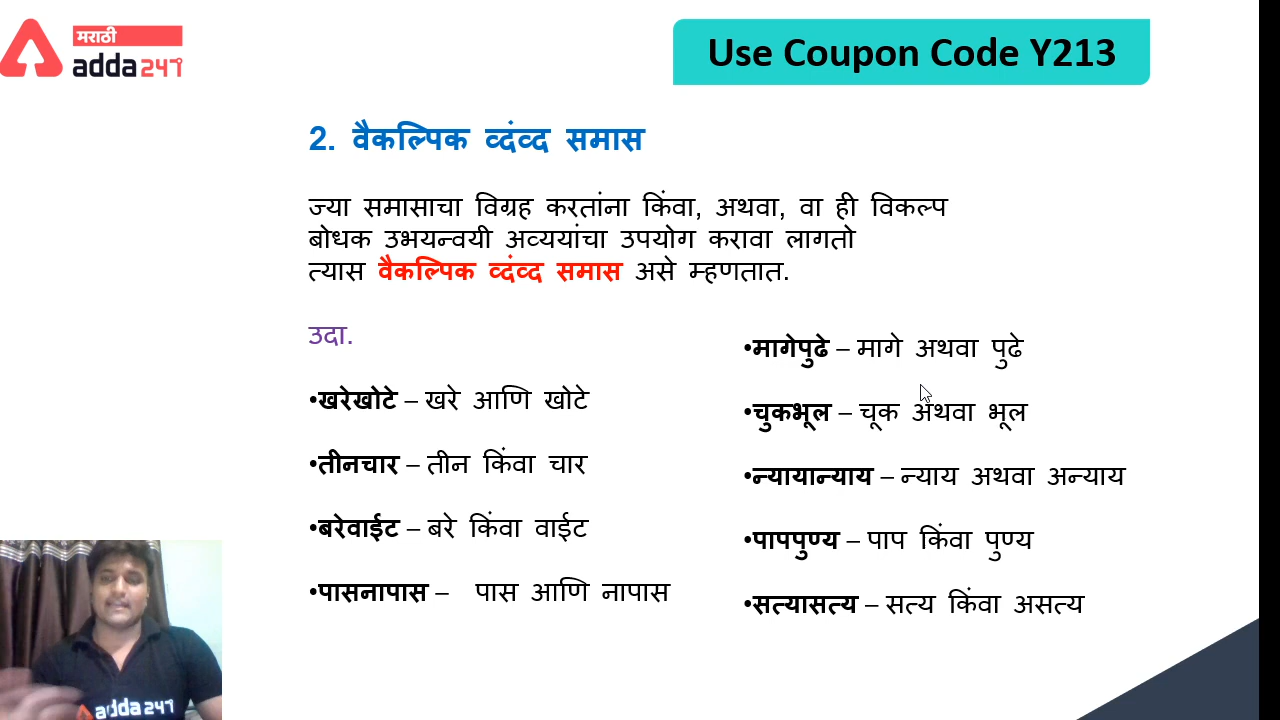 मराठी
adda247
Use Coupon Code Y213
2. वैकल्पिक व्दंव्द समास
ज्या समासाचा विग्रह करतांना किंवा, अथवा, वा ही विकल्प
बोधक उभयन्वयी अव्ययांचा उपयोग करावा लागतो
त्यास वैकल्पिक व्दंव्द समास असे म्हणतात.
उदा.
•खरेखोटे – खरे आणि खोटे
•तीनचार – तीन किंवा चार
•बरेवाईट – बरे किंवा वाईट
•पासनापास – पास आणि नापास
•मागेपुढे – मागे अथवा पुढे
•चुकभूल – चूक अथवा भूल
•न्यायान्याय – न्याय अथवा अन्याय
•पापपुण्य – पाप किंवा पुण्य
•सत्यासत्य – सत्य किंवा असत्य
adda247